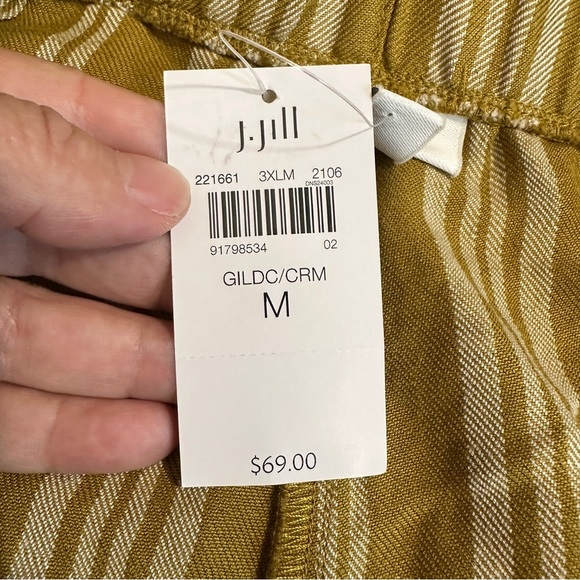 J.Jill
221661 3XLM 2106
DNS24003
91798534 02
GILDC/CRM
M
$69.00